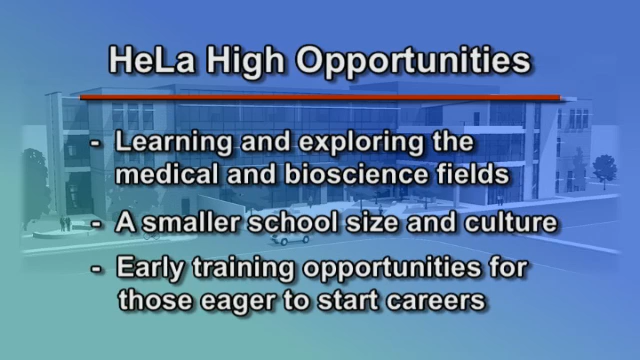 HeLa High Opportunities
- Learning and exploring the
medical and bioscience fields
- A smaller school size and culture
- Early training opportunities for
those eager to start careers